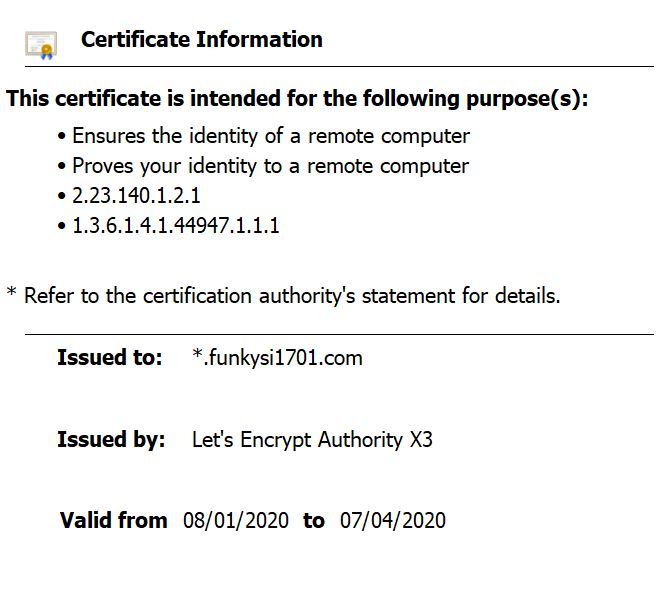 Certificate Information
This certificate is intended for the following purpose(s):
• Ensures the identity of a remote computer
• Proves your identity to a remote computer
• 2.23.140.1.2.1
• 1.3.6.1.4.1.44947.1.1.1
* Refer to the certification authority's statement for details.
Issued to: *.funkysi1701.com
Issued by: Let's Encrypt Authority X3
Valid from 08/01/2020 to 07/04/2020